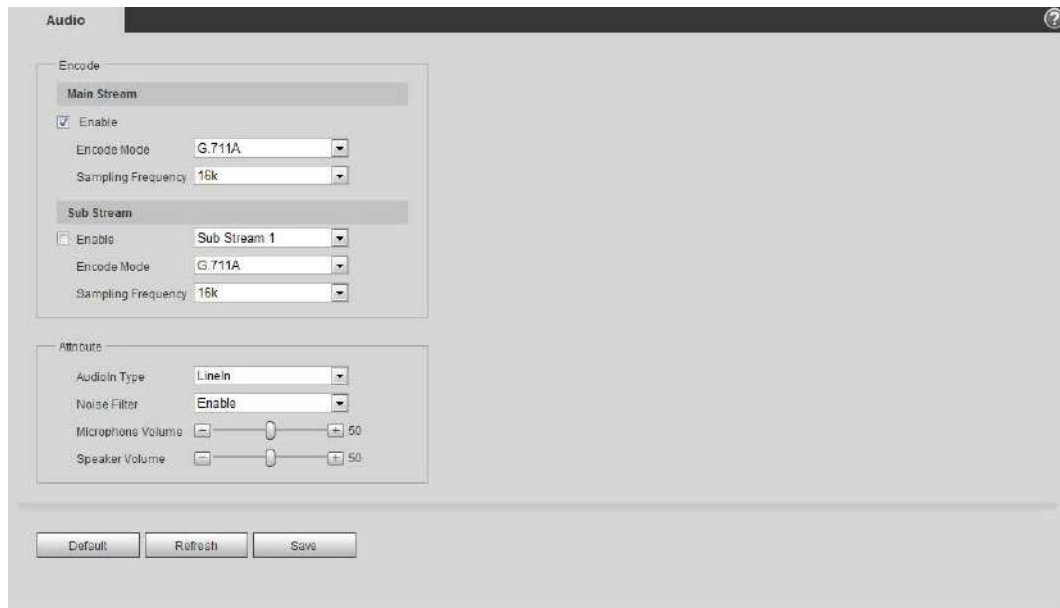 Audio
?
Encode
Main Stream
Enable
Encode Mode G.711A
Sampling Frequency 16k
Sub Stream
Enable Sub Stream 1
Encode Mode G.711A
Sampling Frequency 16k
Attribute
AudioIn Type LineIn
Noise Filter Enable
Microphone Volume - + 50
Speaker Volume - + 50
Default Refresh Save